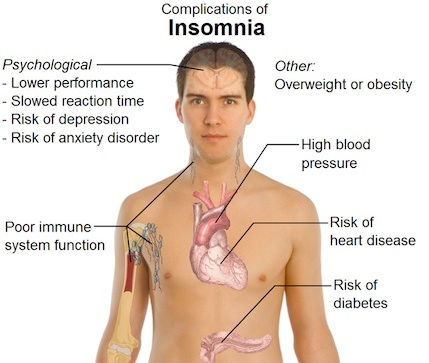 Complications of
Insomnia
Psychological
- Lower performance
- Slowed reaction time
- Risk of depression
- Risk of anxiety disorder
Other:
Overweight or obesity
High blood
pressure
Poor immune
system function
Risk of
heart disease
Risk of
diabetes